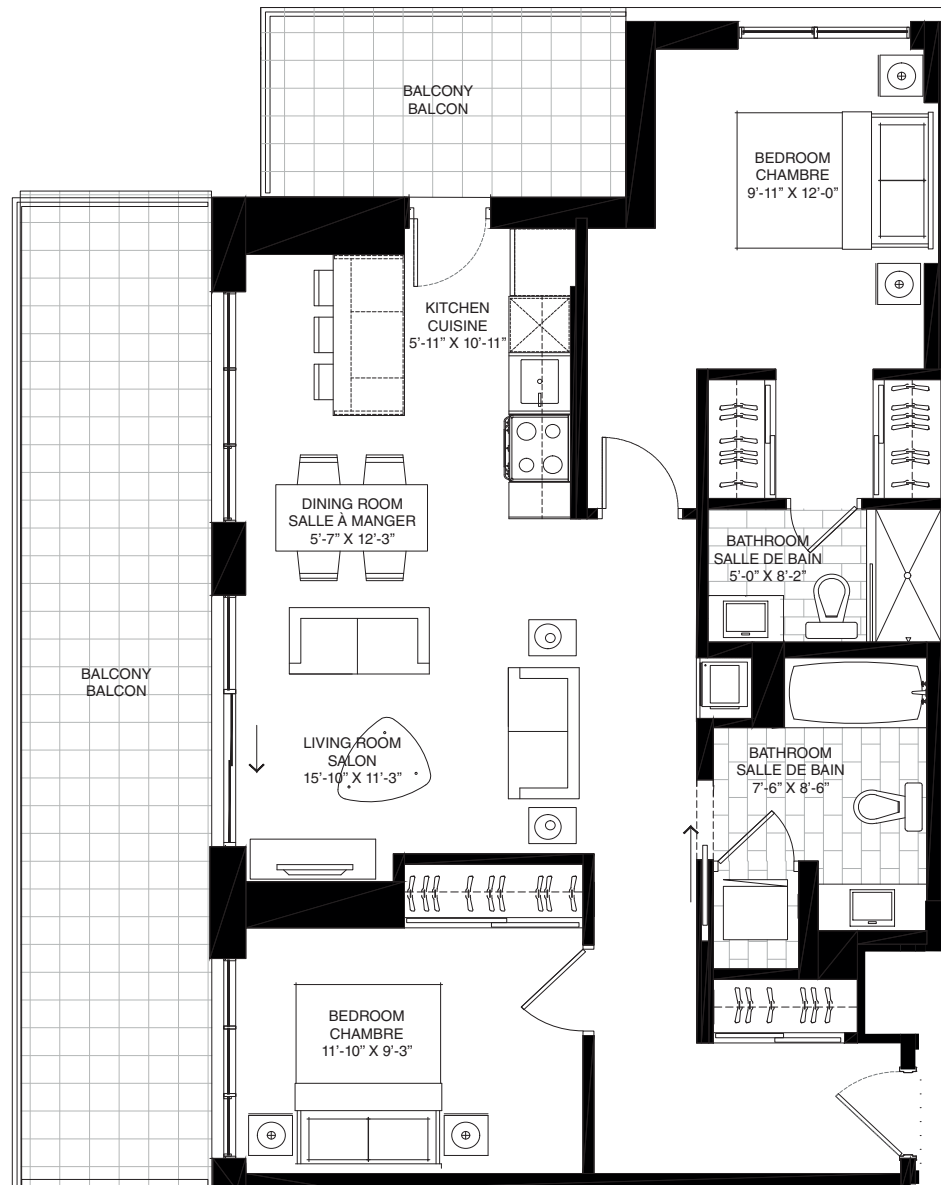 BALCONY
BALCON
BEDROOM
CHAMBRE
9'-11” X 12'-0”
KITCHEN
CUISINE
5'-11” X 10'-11”
DINING ROOM
SALLE À MANGER
5'-7” X 12'-3”
BATHROOM
SALLE DE BAIN
5'-0” X 8'-2”
BALCONY
BALCON
LIVING ROOM
SALON
15'-10” X 11'-3”
BATHROOM
SALLE DE BAIN
7'-6” X 8'-6”
BEDROOM
CHAMBRE
11'-10” X 9'-3”